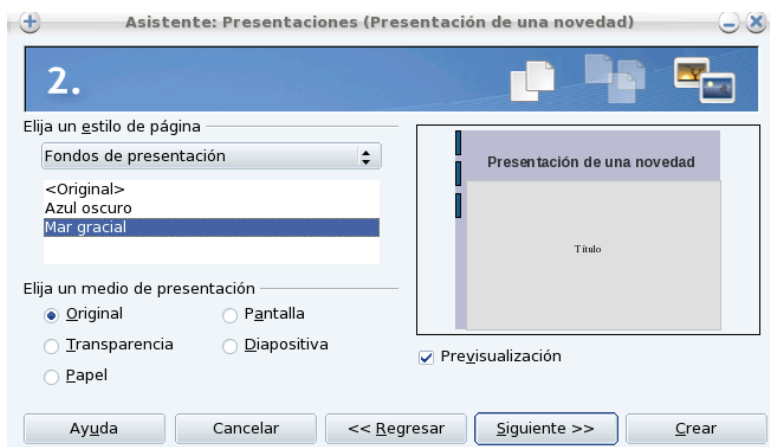 Asistente: Presentaciones (Presentación de una novedad)
2.
Elija un estilo de página
Fondos de presentación
<Original>
Azul oscuro
Mar gracial
Presentación de una novedad
Título
Elija un medio de presentación
Original
Pantalla
Transparencia
Diapositiva
Papel
Previsualización
Ayuda
Cancelar
<< Regresar
Siguiente >>
Crear